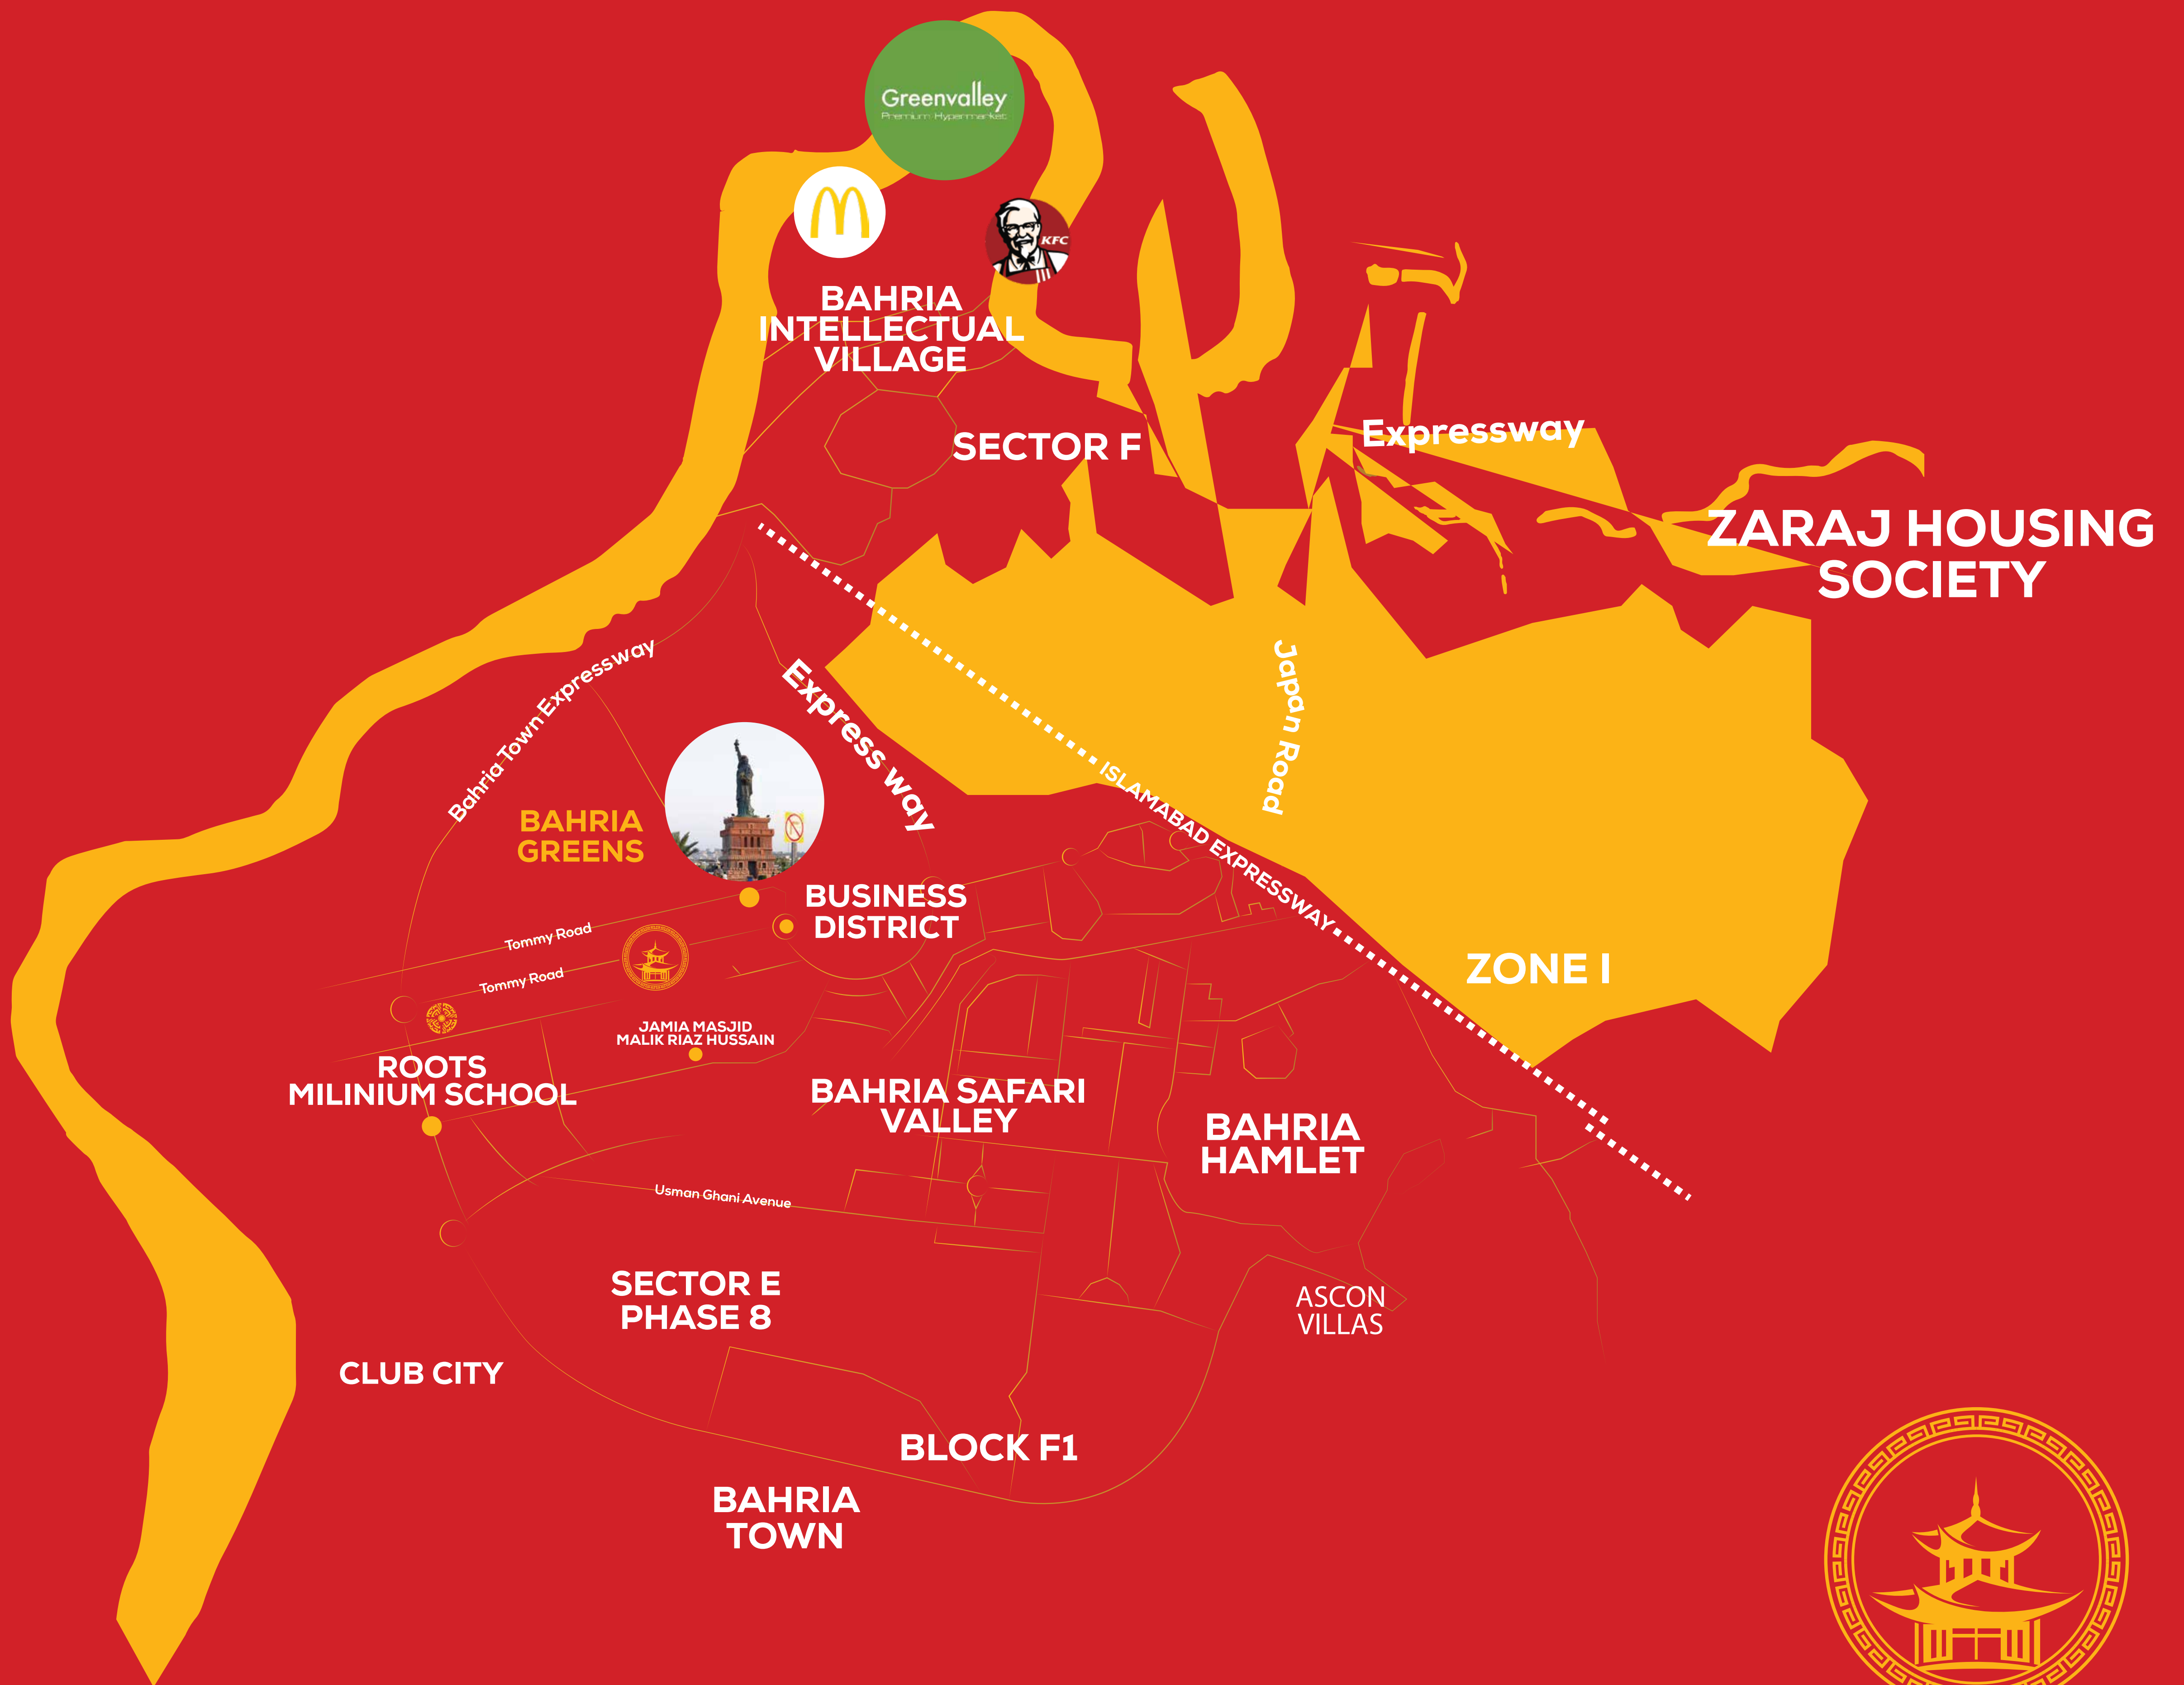 Greenvalley
Premium Hypermarket
KFC
BAHRIA
INTELLECTUAL
VILLAGE
SECTOR F
Expressway
ZARAJ HOUSING
SOCIETY
Bahria Town Expressway
Express way
Japan Road
ISLAMABAD EXPRESSWAY
BAHRIA
GREENS
BUSINESS
DISTRICT
Tommy Road
Tommy Road
ZONE I
JAMIA MASJID
MALIK RIAZ HUSSAIN
ROOTS
MILINIUM SCHOOL
BAHRIA SAFARI
VALLEY
BAHRIA
HAMLET
Usman Ghani Avenue
SECTOR E
PHASE 8
ASCON
VILLAS
CLUB CITY
BLOCK F1
BAHRIA
TOWN